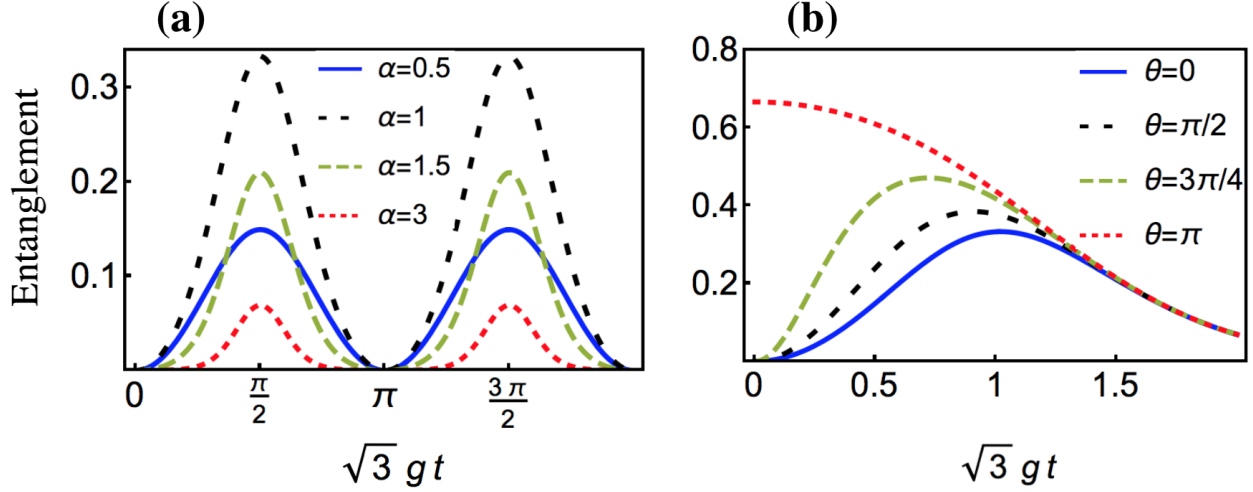 (a)
Entanglement
0.3
0.2
0.1
α=0.5
α=1
α=1.5
α=3
0
π/2
π
3 π/2
√3 g t
(b)
0.8
0.6
0.4
0.2
θ=0
θ=π/2
θ=3π/4
θ=π
0
0.5
1
1.5
√3 g t